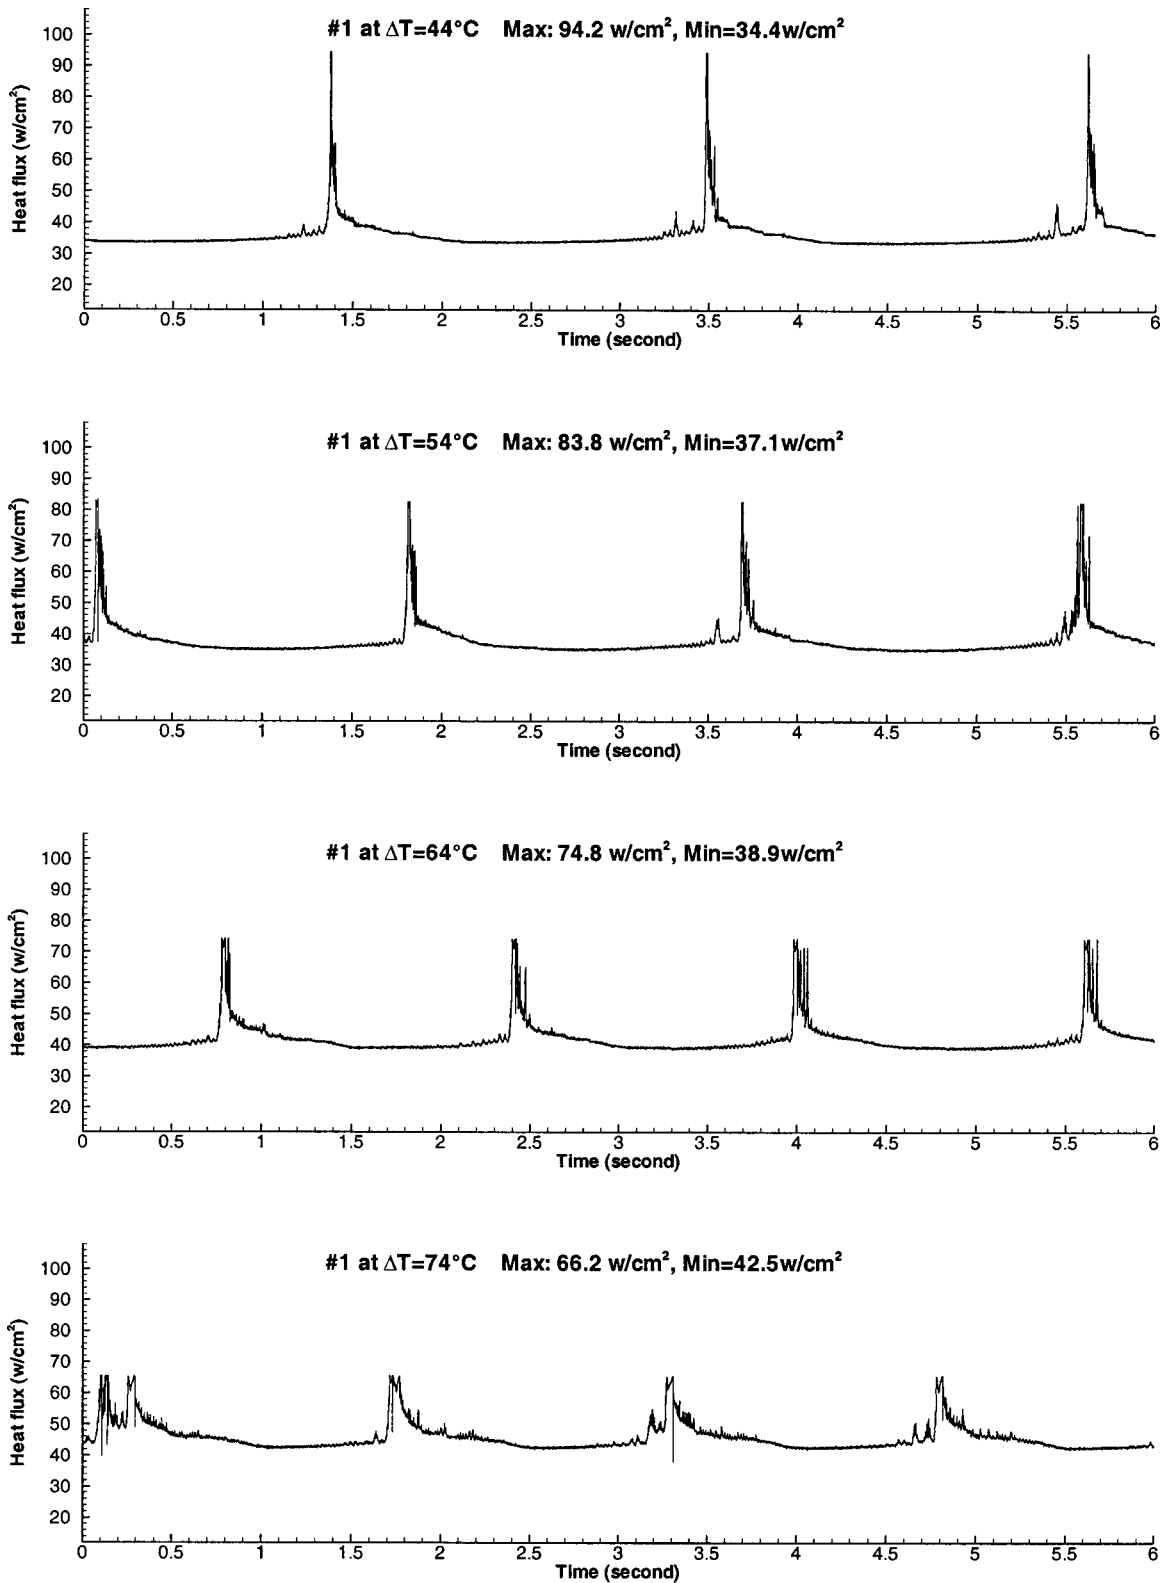 #1 at ΔT=44°C Max: 94.2 w/cm², Min=34.4w/cm²
Heat flux (w/cm²)
100
90
80
70
60
50
40
30
20
0 0.5 1 1.5 2 2.5 3 3.5 4 4.5 5 5.5 6
Time (second)
#1 at ΔT=54°C Max: 83.8 w/cm², Min=37.1w/cm²
Heat flux (w/cm²)
100
90
80
70
60
50
40
30
20
0 0.5 1 1.5 2 2.5 3 3.5 4 4.5 5 5.5 6
Time (second)
#1 at ΔT=64°C Max: 74.8 w/cm², Min=38.9w/cm²
Heat flux (w/cm²)
100
90
80
70
60
50
40
30
20
0 0.5 1 1.5 2 2.5 3 3.5 4 4.5 5 5.5 6
Time (second)
#1 at ΔT=74°C Max: 66.2 w/cm², Min=42.5w/cm²
Heat flux (w/cm²)
100
90
80
70
60
50
40
30
20
0 0.5 1 1.5 2 2.5 3 3.5 4 4.5 5 5.5 6
Time (second)